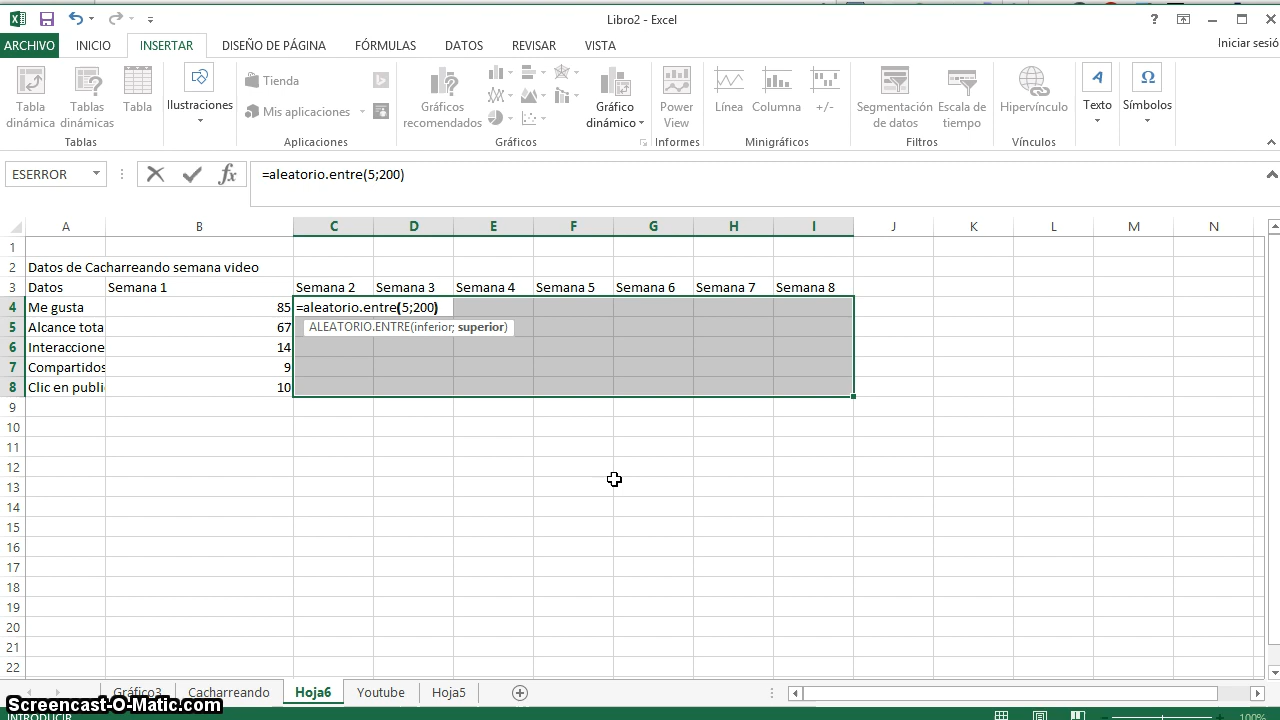 Libro2 - Excel
ARCHIVO INICIO INSERTAR DISEÑO DE PÁGINA FÓRMULAS DATOS REVISAR VISTA Iniciar sesió
Tabla dinámica
Tablas dinámicas
Tabla
Tablas
Ilustraciones
Tienda
Mis aplicaciones
Aplicaciones
Gráficos recomendados
Gráfico dinámico
Gráficos
Power View
Informes
Línea
Columna
+/-
Minigráficos
Segmentación de datos
Escala de tiempo
Filtros
Hipervínculo
Vínculos
Texto
Símbolos
ESERROR fx =aleatorio.entre(5;200)
A B C D E F G H I J K L M N
1
2 Datos de Cacharreando semana video
3 Datos Semana 1 Semana 2 Semana 3 Semana 4 Semana 5 Semana 6 Semana 7 Semana 8
4 Me gusta 85 =aleatorio.entre(5;200)
5 Alcance tota 67 ALEATORIO.ENTRE(inferior; superior)
6 Interaccione 14
7 Compartidos 9
8 Clic en publi 10
9
10
11
12
13
14
15
16
17
18
19
20
21
22
Gráfico3 Cacharreando Hoja6 Youtube Hoja5
Screencast-O-Matic.com
INTRODUCIR 100%